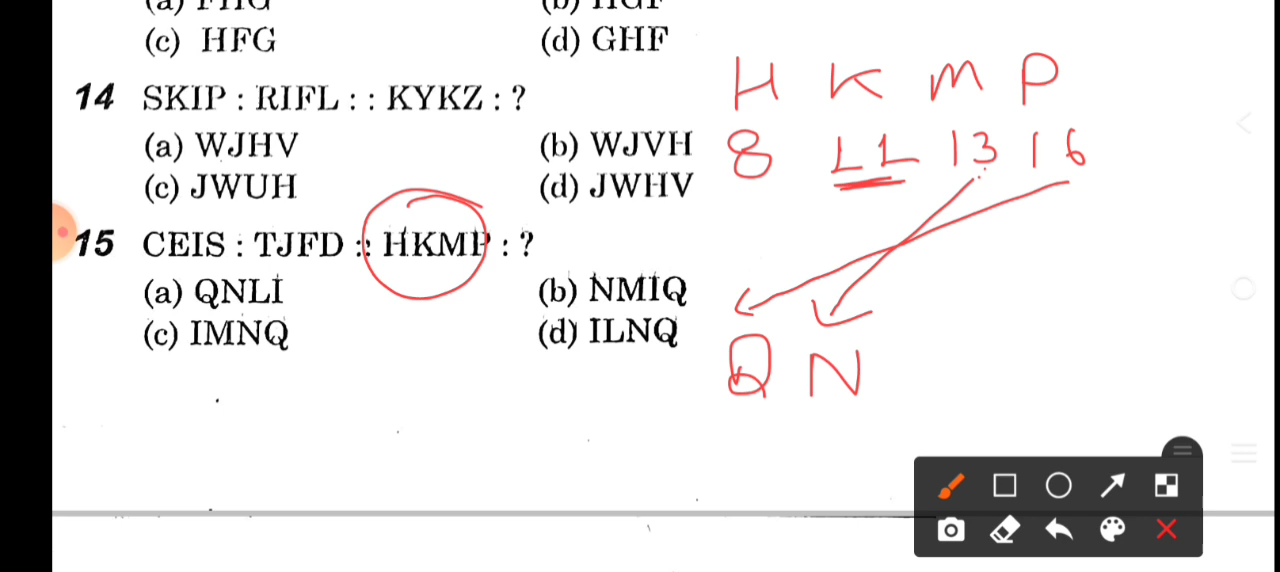 (c) HFG (d) GHF
14 SKIP : RIFL : : KYKZ : ?
(a) WJHV (b) WJVH
(c) JWUH (d) JWHV
15 CEIS : TJFD :: HKMP : ?
(a) QNLI (b) NMIQ
(c) IMNQ (d) ILNQ
H K M P
8 11 13 16
Q N